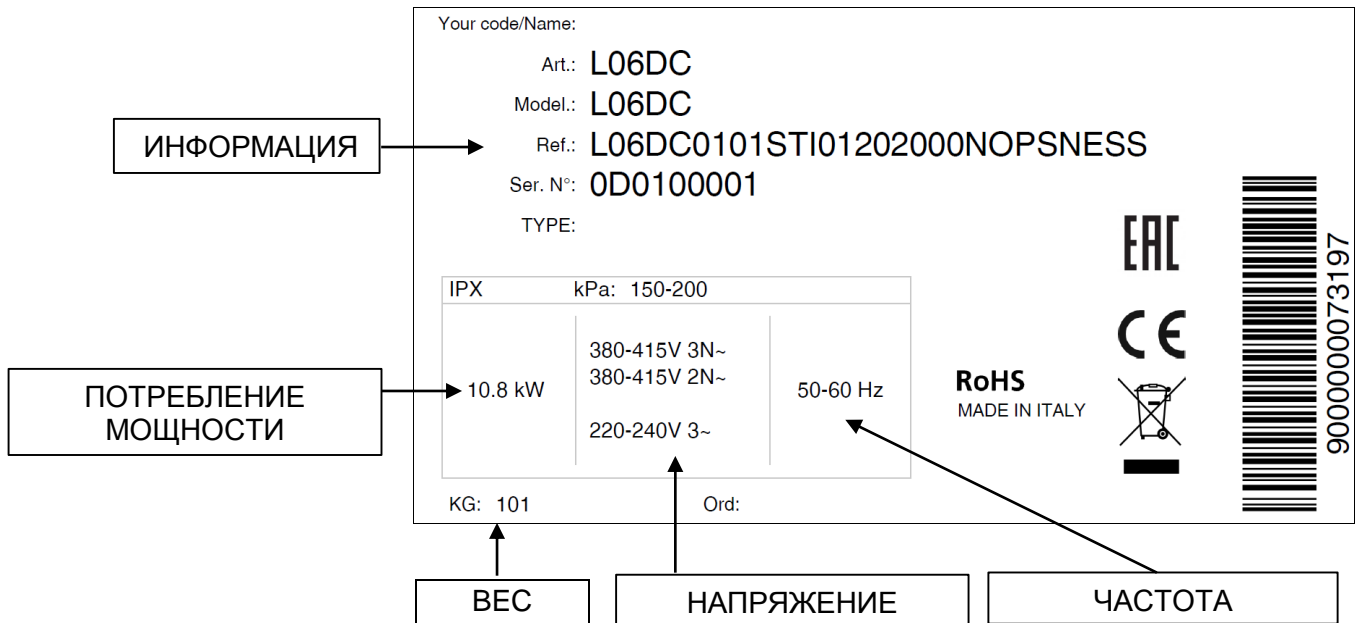 Your code/Name:
Art.: L06DC
Model.: L06DC
ИНФОРМАЦИЯ
Ref.: L06DC0101STI01202000NOPSNESS
Ser. N°: 0D0100001
TYPE:
EAC
IPX kPa: 150-200
CE
380-415V 3N~
380-415V 2N~
ПОТРЕБЛЕНИЕ
МОЩНОСТИ
10.8 kW
50-60 Hz
220-240V 3~
RoHS
MADE IN ITALY
9000000073197
KG: 101 Ord:
ВЕС
НАПРЯЖЕНИЕ
ЧАСТОТА